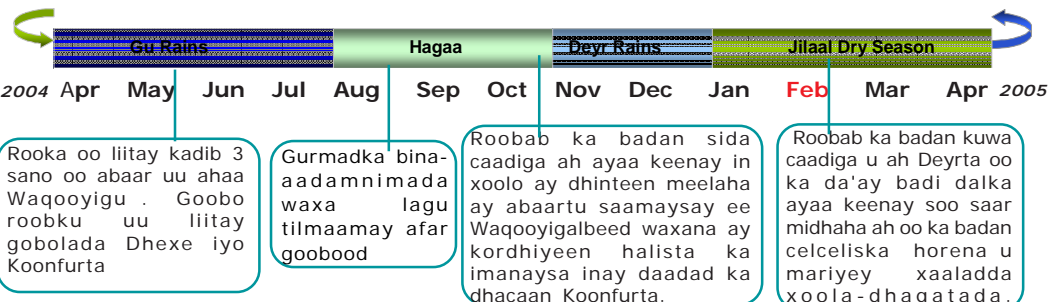 Gu Rains Hagaa Deyr Rains Jilaal Dry Season
2004 Apr May Jun Jul Aug Sep Oct Nov Dec Jan Feb Mar Apr 2005
Rooka oo liitay kadib 3
sano oo abaar uu ahaa
Waqooyigu . Goobo
roobku uu liitay
gobolada Dhexe iyo
Koonfurta
Gurmadka bina-
aadamnimada
waxa lagu
tilmaamay afar
goobood
Roobab ka badan sida
caadiga ah ayaa keenay in
xoolo ay dhinteen meelaha
ay abaartu saamaysay ee
Waqooyigalbeed waxana ay
kordhiyeen halista ka
imanaysa inay daadad ka
dhacaan Koonfurta.
Roobab ka badan kuwa
caadiga u ah Deyrta oo
ka da'ay badi dalka
ayaa keenay soo saar
midhaha ah oo ka badan
celceliska horena u
mariyey xaaladda
xoola-dhaqatada.